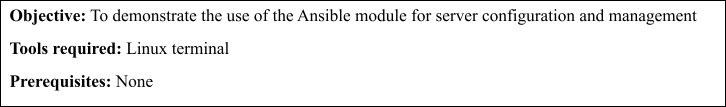 Objective: To demonstrate the use of the Ansible module for server configuration and management
Tools required: Linux terminal
Prerequisites: None